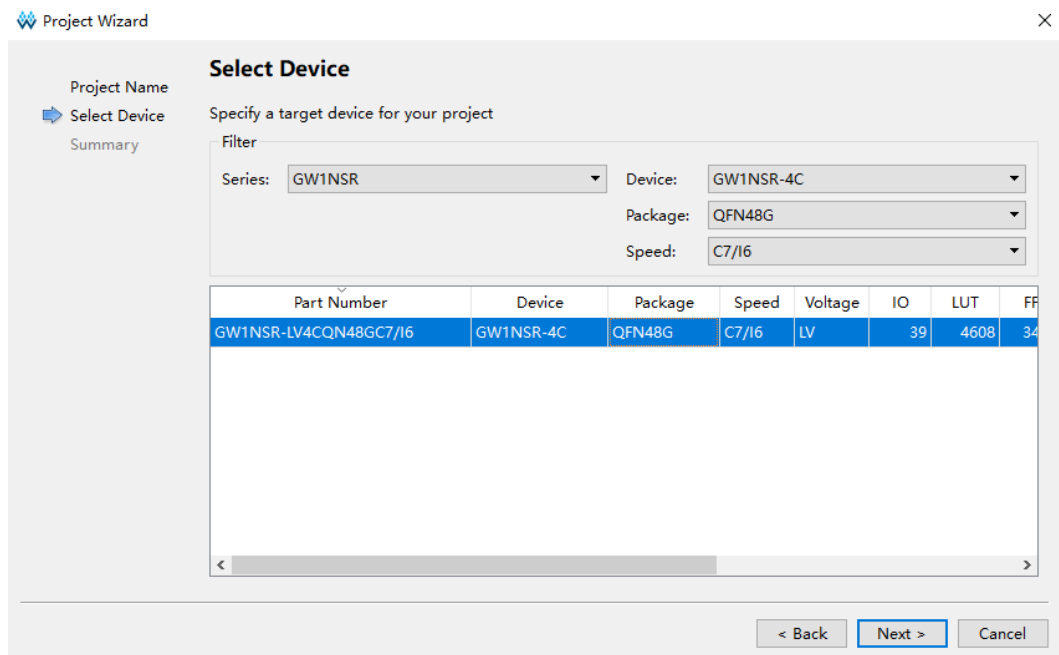 Project Wizard
Project Name
Select Device
Summary
Select Device
Specify a target device for your project
Filter
Series: GW1NSR
Device: GW1NSR-4C
Package: QFN48G
Speed: C7/I6
Part Number Device Package Speed Voltage IO LUT FF
GW1NSR-LV4CQN48GC7/I6 GW1NSR-4C QFN48G C7/I6 LV 39 4608 34
< Back Next > Cancel